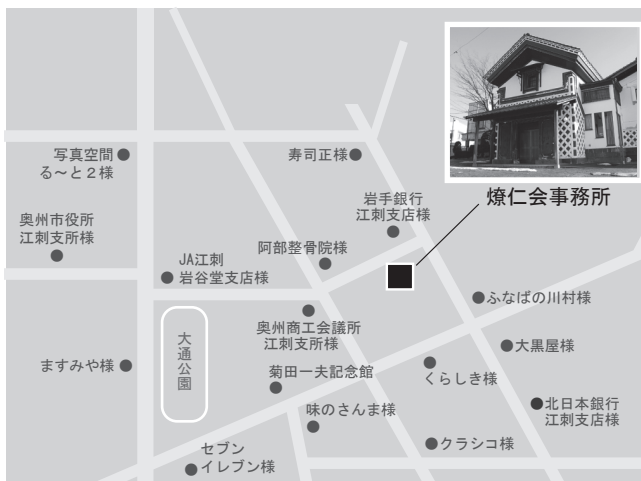 写真空間
る～と２様
寿司正様
岩手銀行
江刺支店様
燎仁会事務所
奥州市役所
江刺支所様
JA江刺
岩谷堂支店様
阿部整骨院様
ふなばの川村様
奥州商工会議所
江刺支所様
大通公園
大黒屋様
ますみや様
菊田一夫記念館
くらしき様
味のさんま様
北日本銀行
江刺支店様
クラシコ様
セブン
イレブン様